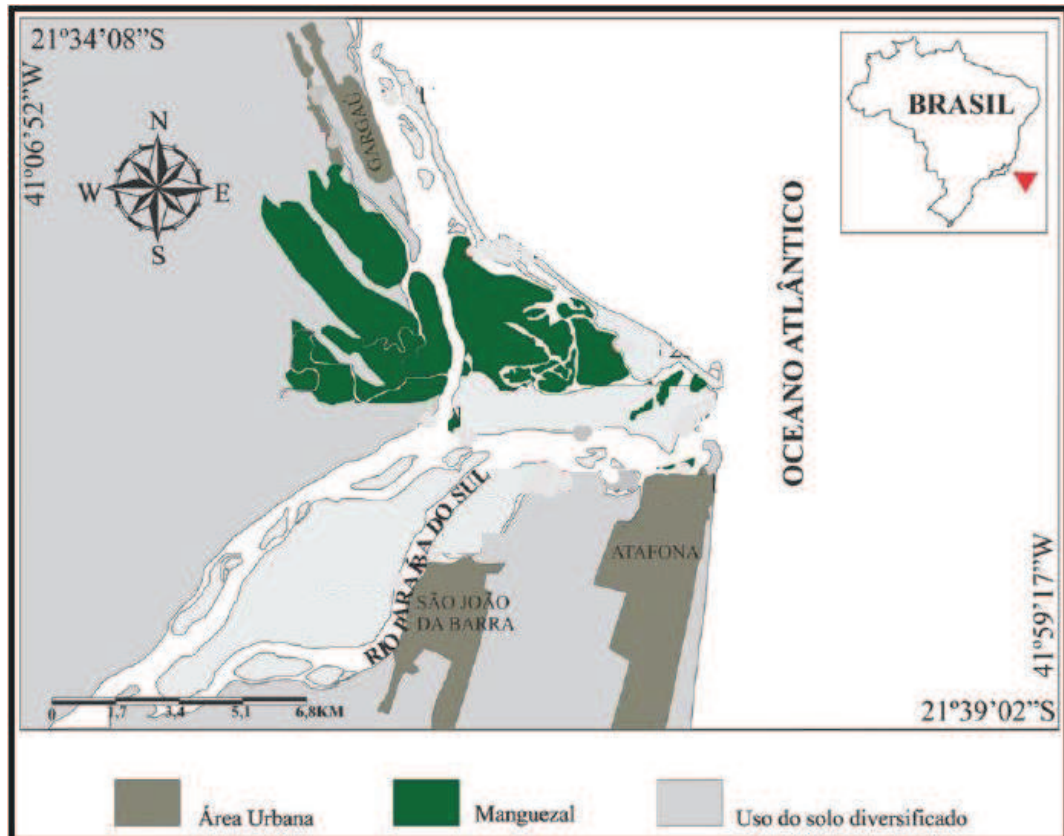 21º34'08"S
41º06'52"W
N
W
E
S
GARGAÚ
BRASIL
OCEANO ATLÂNTICO
RIO PARAÍBA DO SUL
ATAFONA
SÃO JOÃO
DA BARRA
41º59'17"W
0 1,7 3,4 5,1 6,8KM
21º39'02"S
Área Urbana
Manguezal
Uso do solo diversificado